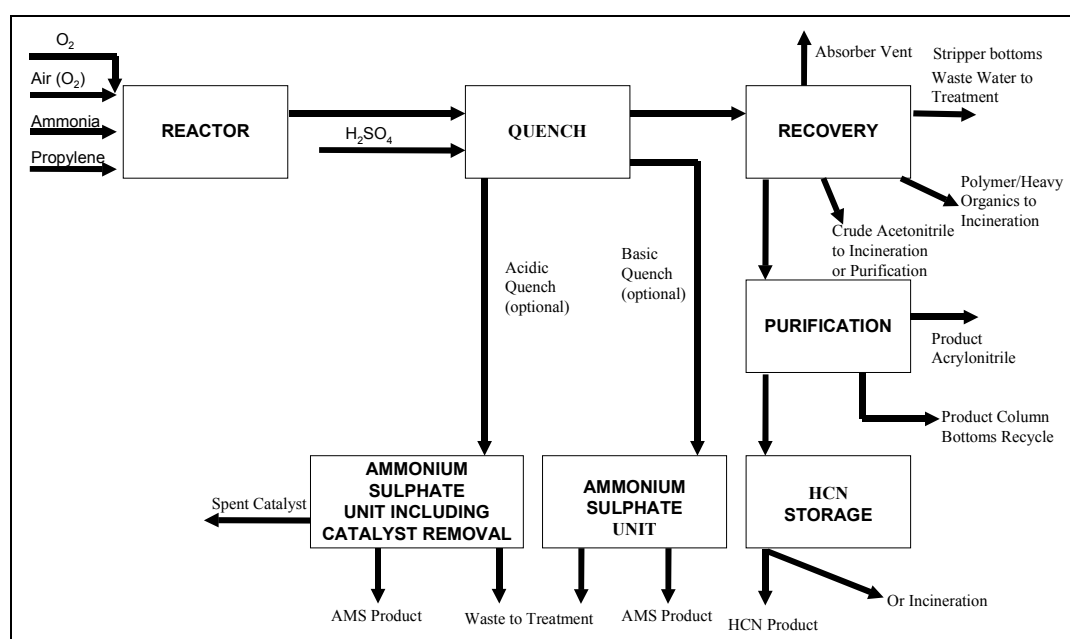 O₂
Air (O₂)
Ammonia
Propylene
REACTOR
H₂SO₄
QUENCH
Absorber Vent
Stripper bottoms
Waste Water to
Treatment
RECOVERY
Polymer/Heavy
Organics to
Incineration
Crude Acetonitrile
to Incineration
or Purification
Acidic
Quench
(optional)
Basic
Quench
(optional)
PURIFICATION
Product
Acrylonitrile
Product Column
Bottoms Recycle
Spent Catalyst
AMMONIUM
SULPHATE
UNIT INCLUDING
CATALYST REMOVAL
AMMONIUM
SULPHATE
UNIT
HCN
STORAGE
AMS Product
Waste to Treatment
AMS Product
HCN Product
Or Incineration